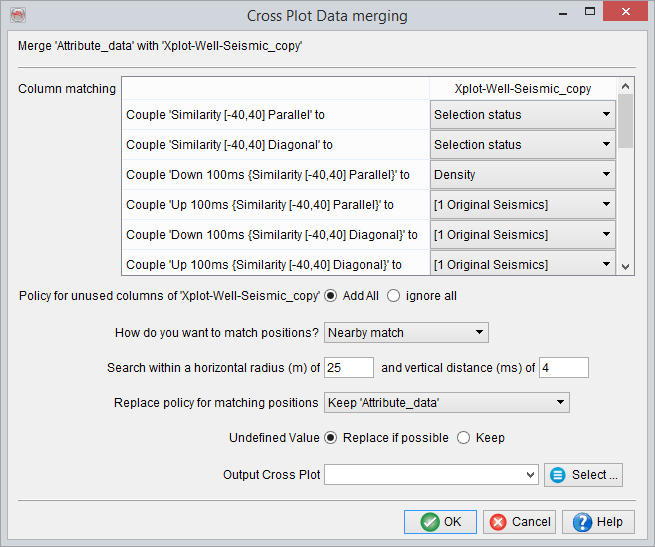 Cross Plot Data merging
Merge 'Attribute_data' with 'Xplot-Well-Seismic_copy'
Column matching
Xplot-Well-Seismic_copy
Couple 'Similarity [-40,40] Parallel' to Selection status
Couple 'Similarity [-40,40] Diagonal' to Selection status
Couple 'Down 100ms {Similarity [-40,40] Parallel}' to Density
Couple 'Up 100ms {Similarity [-40,40] Parallel}' to [1 Original Seismics]
Couple 'Down 100ms {Similarity [-40,40] Diagonal}' to [1 Original Seismics]
Couple 'Up 100ms {Similarity [-40,40] Diagonal}' to [1 Original Seismics]
Policy for unused columns of 'Xplot-Well-Seismic_copy' Add All ignore all
How do you want to match positions? Nearby match
Search within a horizontal radius (m) of 25 and vertical distance (ms) of 4
Replace policy for matching positions Keep 'Attribute_data'
Undefined Value Replace if possible Keep
Output Cross Plot Select ...
OK Cancel Help